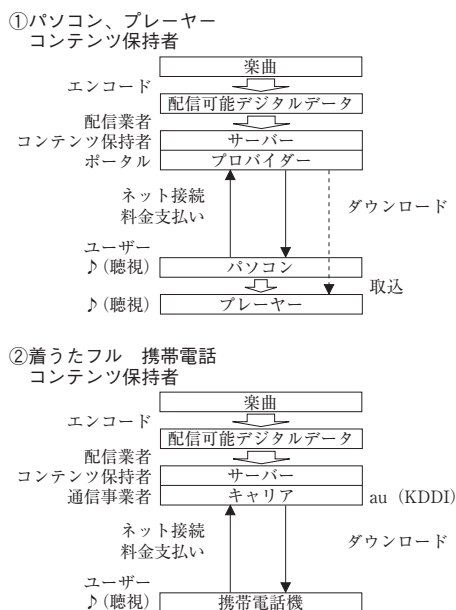 ①パソコン、プレーヤー
コンテンツ保持者
楽曲
エンコード
配信可能デジタルデータ
配信業者
コンテンツ保持者 サーバー
ポータル プロバイダー
ネット接続
料金支払い
ダウンロード
ユーザー
♪(聴視) パソコン
取込
♪(聴視) プレーヤー
②着うたフル 携帯電話
コンテンツ保持者
楽曲
エンコード
配信可能デジタルデータ
配信業者
コンテンツ保持者 サーバー
通信事業者 キャリア au(KDDI)
ネット接続
料金支払い
ダウンロード
ユーザー
♪(聴視) 携帯電話機